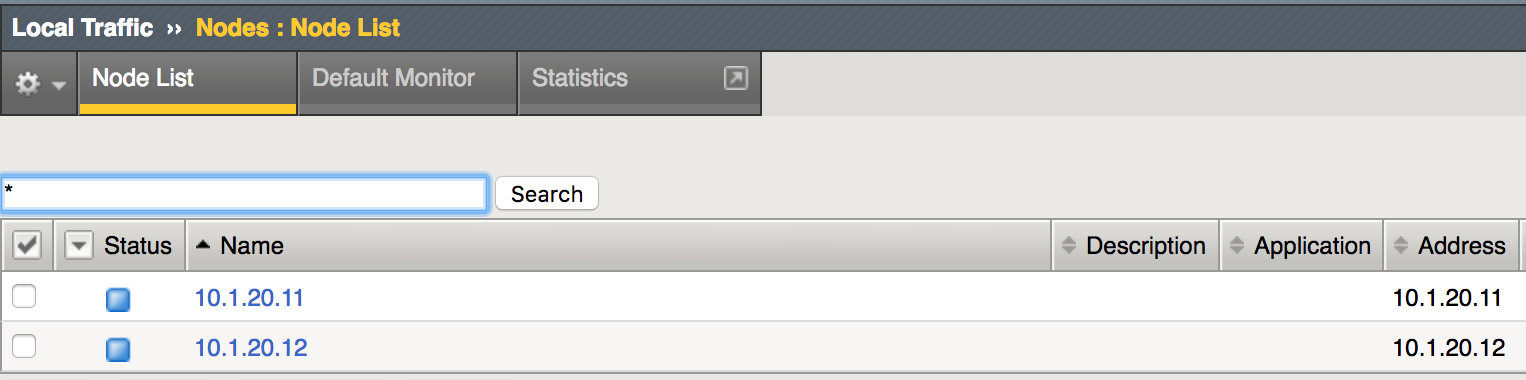 Local Traffic ›› Nodes : Node List
Node List Default Monitor Statistics
* Search
Status Name Description Application Address
10.1.20.11 10.1.20.11
10.1.20.12 10.1.20.12